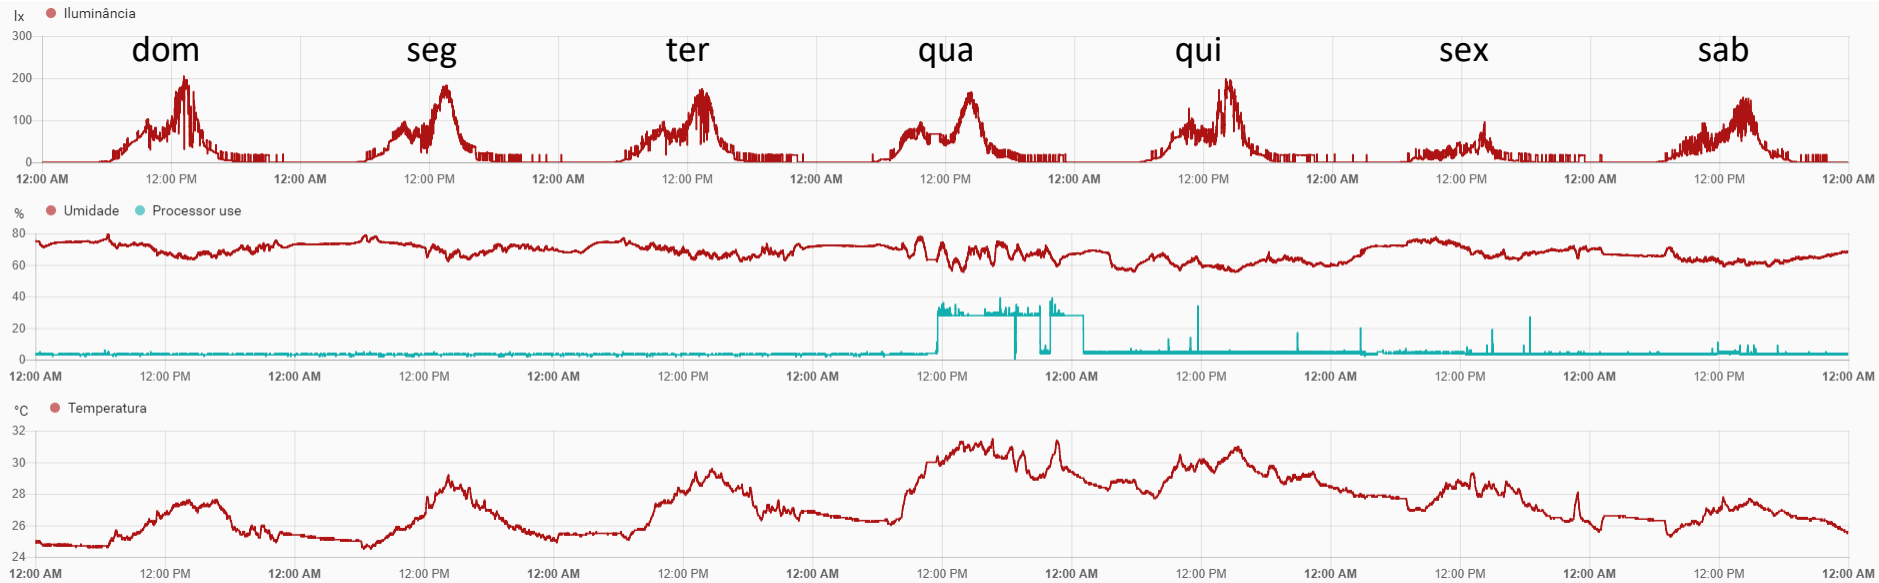 lx Iluminância
300
dom seg ter qua qui sex sab
200
100
0
12:00 AM 12:00 PM 12:00 AM 12:00 PM 12:00 AM 12:00 PM 12:00 AM 12:00 PM 12:00 AM 12:00 PM 12:00 AM 12:00 PM 12:00 AM 12:00 PM 12:00 AM
% Umidade Processor use
80
60
40
20
0
12:00 AM 12:00 PM 12:00 AM 12:00 PM 12:00 AM 12:00 PM 12:00 AM 12:00 PM 12:00 AM 12:00 PM 12:00 AM 12:00 PM 12:00 AM 12:00 PM 12:00 AM
°C Temperatura
32
30
28
26
24
12:00 AM 12:00 PM 12:00 AM 12:00 PM 12:00 AM 12:00 PM 12:00 AM 12:00 PM 12:00 AM 12:00 PM 12:00 AM 12:00 PM 12:00 AM 12:00 PM 12:00 AM